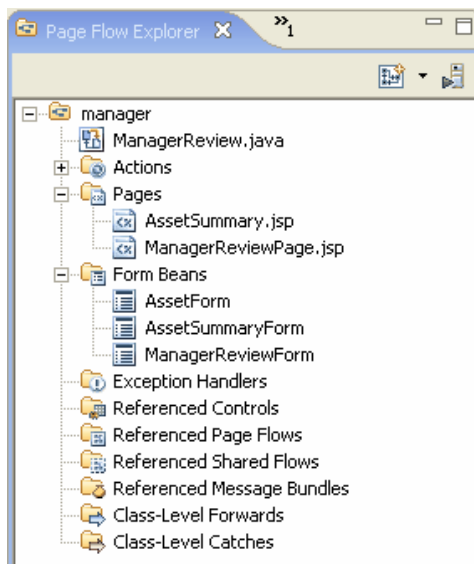 Page Flow Explorer
»1
manager
ManagerReview.java
Actions
Pages
AssetSummary.jsp
ManagerReviewPage.jsp
Form Beans
AssetForm
AssetSummaryForm
ManagerReviewForm
Exception Handlers
Referenced Controls
Referenced Page Flows
Referenced Shared Flows
Referenced Message Bundles
Class-Level Forwards
Class-Level Catches